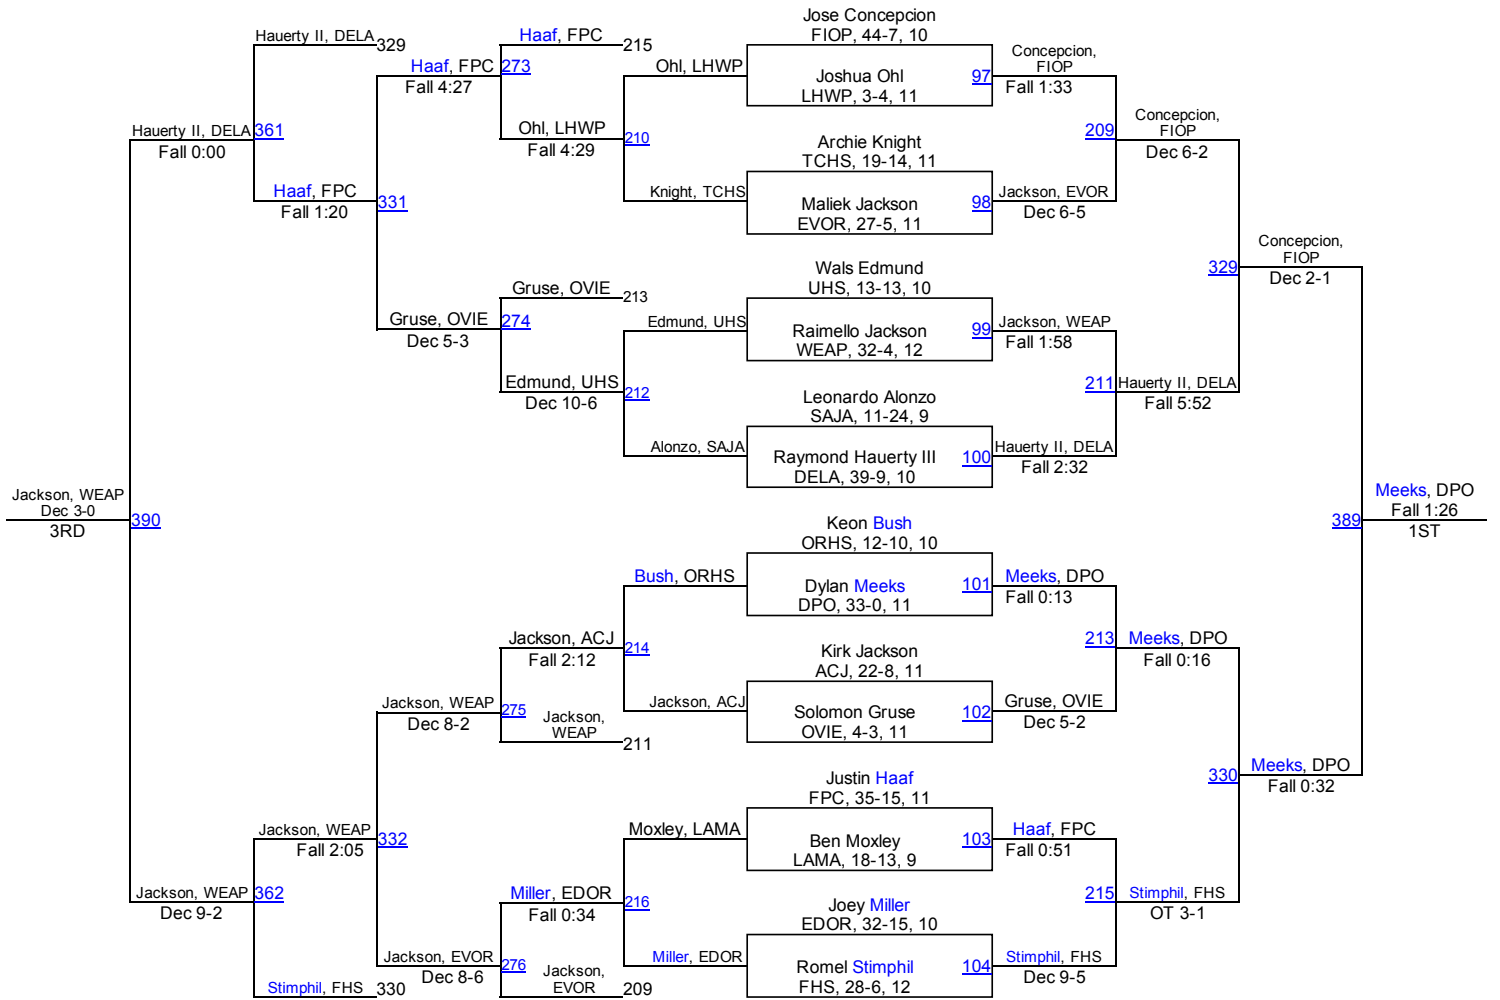 Jose Concepcion
FIOP, 44-7, 10
Hauerty II, DELA
329
Haaf, FPC
215
Concepcion,
FIOP
Haaf, FPC
273
Ohl, LHWP
Joshua Ohl
97
Fall 4:27
LHWP, 3-4, 11
Fall 1:33
Hauerty II, DELA
361
Ohl, LHWP
210
Archie Knight
209
Concepcion,
FIOP
Fall 0:00
Fall 4:29
TCHS, 19-14, 11
Dec 6-2
Haaf, FPC
331
Knight, TCHS
Maliek Jackson
98
Jackson, EVOR
Fall 1:20
EVOR, 27-5, 11
Dec 6-5
Concepcion,
FIOP
Wals Edmund
329
Dec 2-1
Gruse, OVIE
213
UHS, 13-13, 10
Gruse, OVIE
274
Edmund, UHS
Raimello Jackson
99
Jackson, WEAP
Dec 5-3
WEAP, 32-4, 12
Fall 1:58
Edmund, UHS
212
Leonardo Alonzo
211
Hauerty II, DELA
Dec 10-6
SAJA, 11-24, 9
Fall 5:52
Alonzo, SAJA
Raymond Hauerty III
100
Hauerty II, DELA
DELA, 39-9, 10
Fall 2:32
Jackson, WEAP
Dec 3-0
390
3RD
Meeks, DPO
Fall 1:26
389
1ST
Keon Bush
ORHS, 12-10, 10
Bush, ORHS
Dylan Meeks
101
Meeks, DPO
DPO, 33-0, 11
Fall 0:13
Jackson, ACJ
214
Kirk Jackson
213
Meeks, DPO
Fall 2:12
ACJ, 22-8, 11
Fall 0:16
Jackson, WEAP
275
Jackson,
WEAP
211
Jackson, ACJ
Solomon Gruse
102
Gruse, OVIE
Dec 8-2
OVIE, 4-3, 11
Dec 5-2
Justin Haaf
330
Meeks, DPO
FPC, 35-15, 11
Fall 0:32
Jackson, WEAP
332
Moxley, LAMA
Ben Moxley
103
Haaf, FPC
Fall 2:05
LAMA, 18-13, 9
Fall 0:51
Jackson, WEAP
362
Miller, EDOR
216
Joey Miller
215
Stimphil, FHS
Dec 9-2
Fall 0:34
EDOR, 32-15, 10
OT 3-1
Jackson, EVOR
276
Miller, EDOR
Romel Stimphil
104
Stimphil, FHS
Dec 8-6
Jackson,
EVOR
209
FHS, 28-6, 12
Dec 9-5
Stimphil, FHS
330